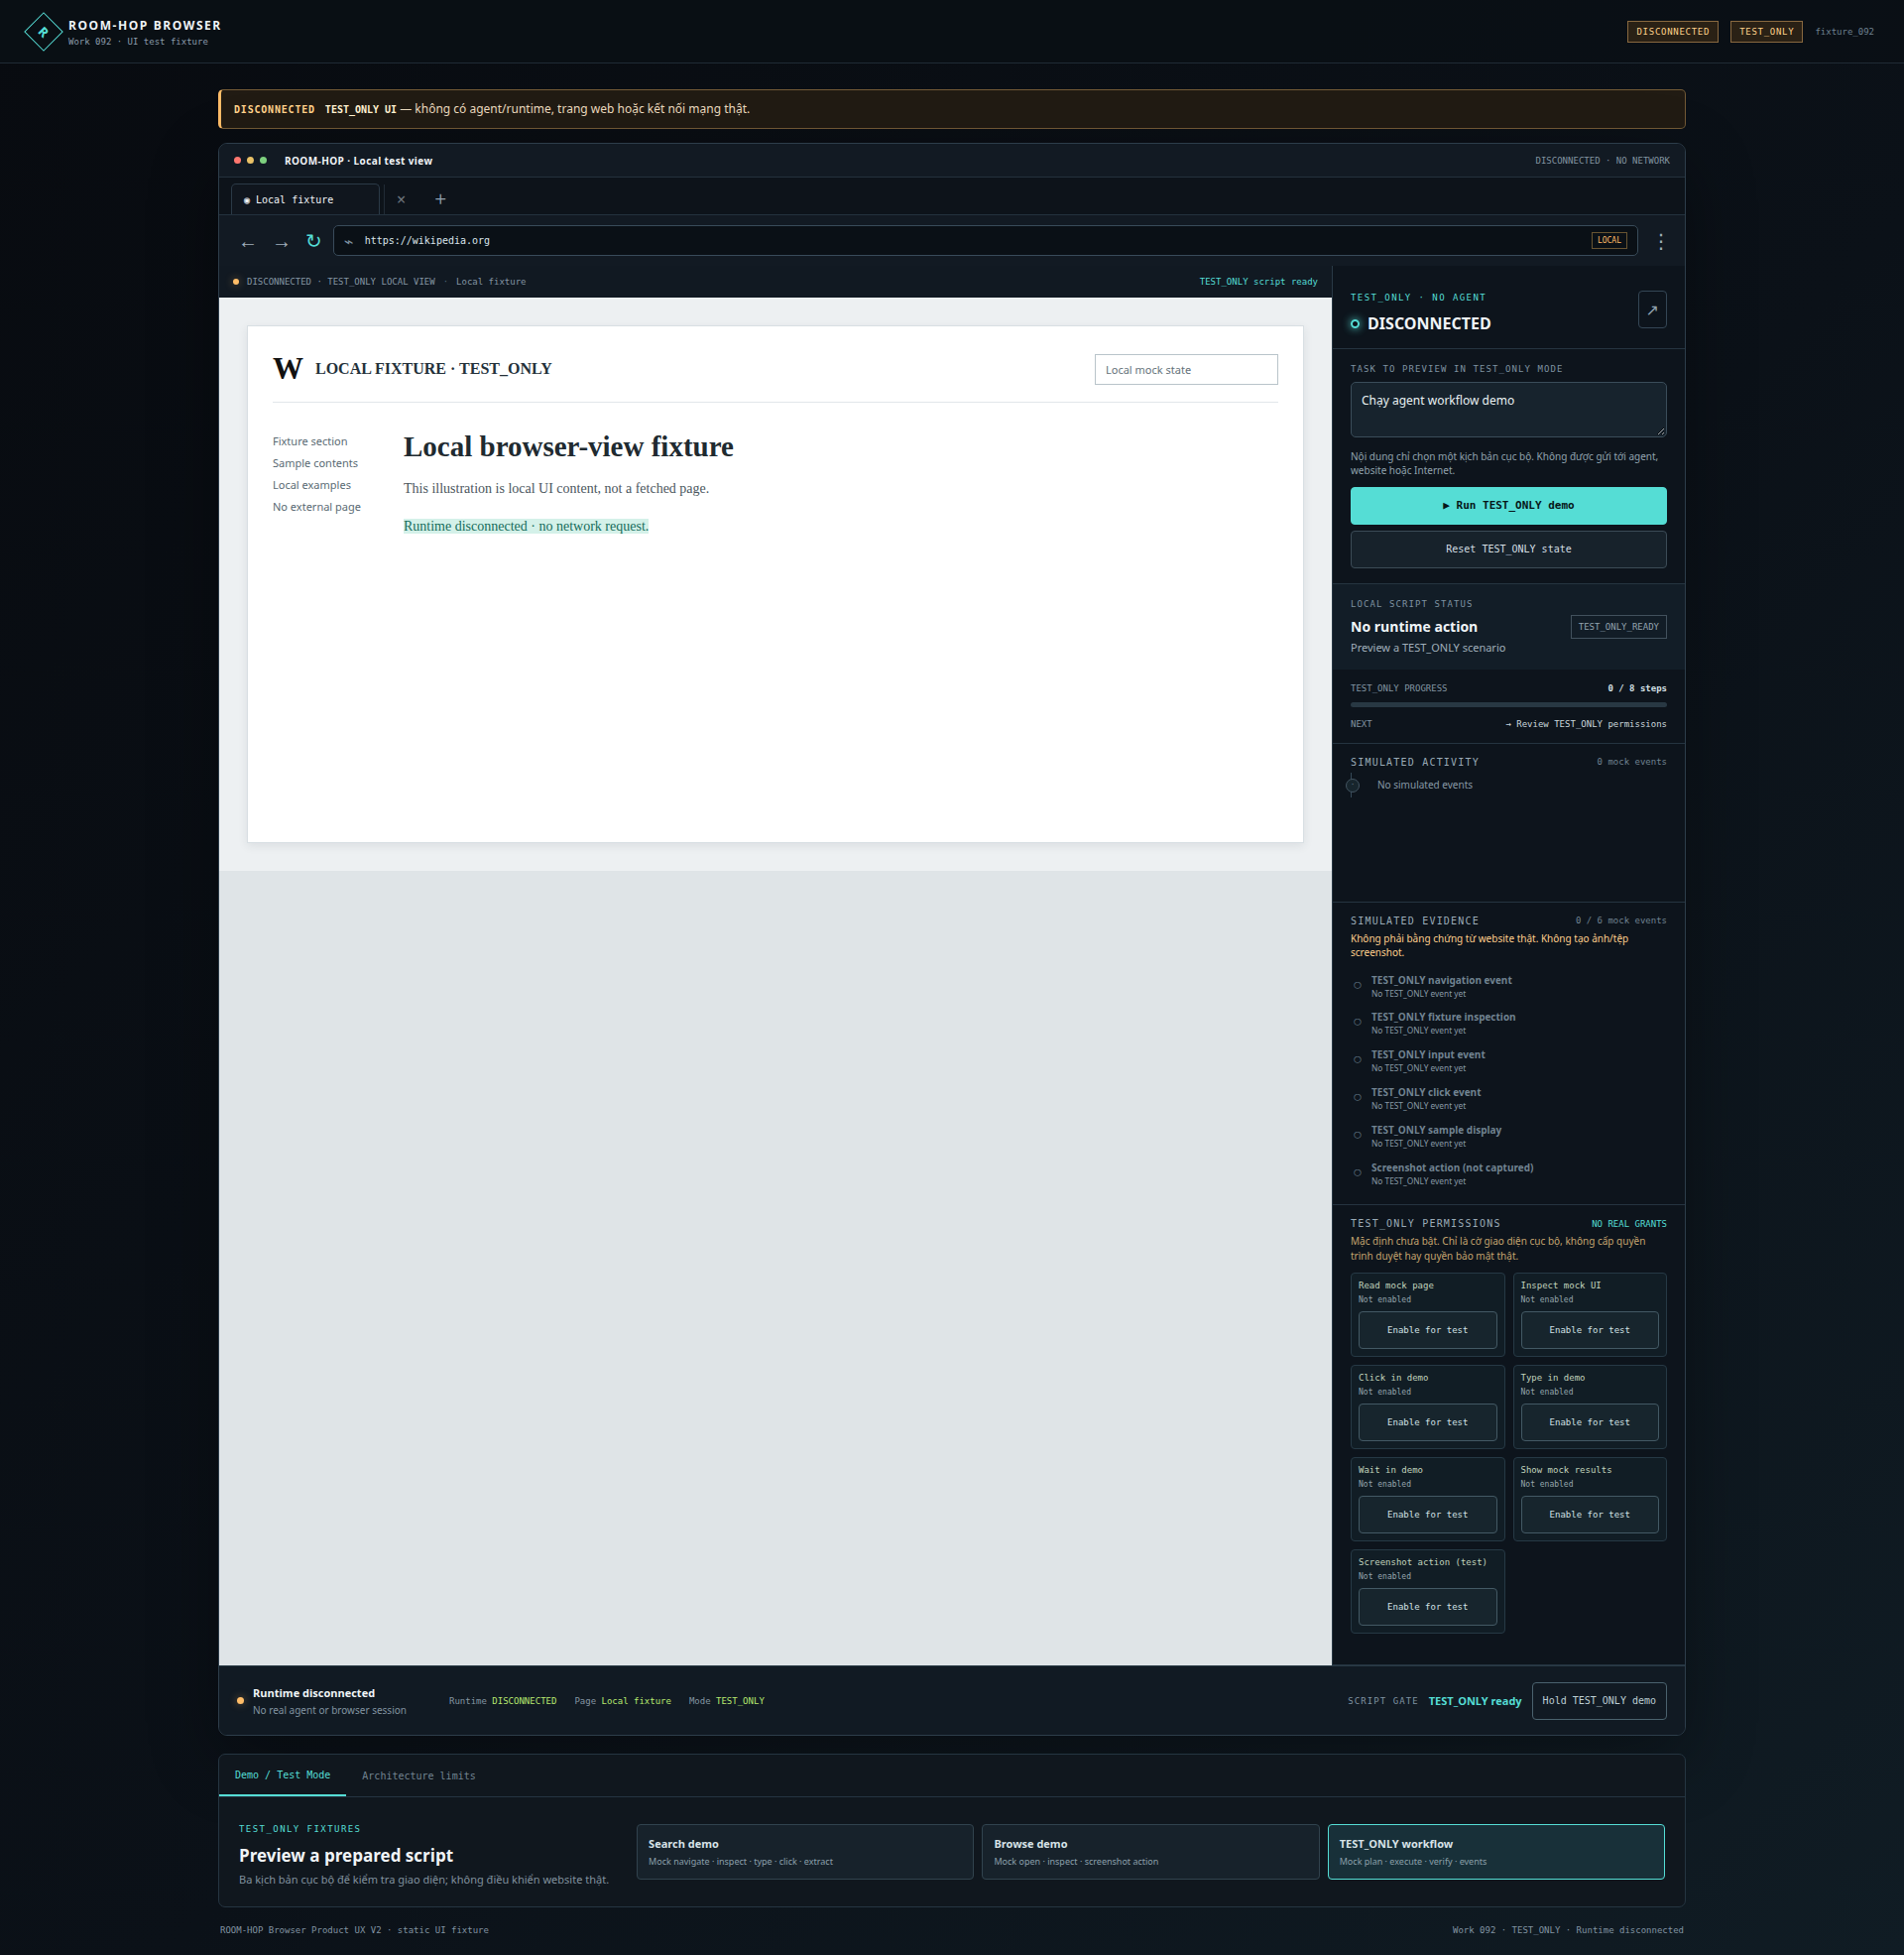 ROOM-HOP BROWSER
Work 092 · UI test fixture
DISCONNECTED
TEST_ONLY
fixture_092
DISCONNECTED TEST_ONLY UI — không có agent/runtime, trang web hoặc kết nối mạng thật.
ROOM-HOP · Local test view
DISCONNECTED · NO NETWORK
◉ Local fixture
×
+
← → ↻
https://wikipedia.org
LOCAL
⋮
DISCONNECTED · TEST_ONLY LOCAL VIEW · Local fixture
TEST_ONLY script ready
W LOCAL FIXTURE · TEST_ONLY
Local mock state
Fixture section
Sample contents
Local examples
No external page
Local browser-view fixture
This illustration is local UI content, not a fetched page.
Runtime disconnected · no network request.
TEST_ONLY · NO AGENT
DISCONNECTED
↗
TASK TO PREVIEW IN TEST_ONLY MODE
Chạy agent workflow demo
Nội dung chỉ chọn một kịch bản cục bộ. Không được gửi tới agent,
website hoặc Internet.
▶ Run TEST_ONLY demo
Reset TEST_ONLY state
LOCAL SCRIPT STATUS
No runtime action
TEST_ONLY_READY
Preview a TEST_ONLY scenario
TEST_ONLY PROGRESS
0 / 8 steps
NEXT
→ Review TEST_ONLY permissions
SIMULATED ACTIVITY
0 mock events
No simulated events
SIMULATED EVIDENCE
0 / 6 mock events
Không phải bằng chứng từ website thật. Không tạo ảnh/tệp
screenshot.
TEST_ONLY navigation event
No TEST_ONLY event yet
TEST_ONLY fixture inspection
No TEST_ONLY event yet
TEST_ONLY input event
No TEST_ONLY event yet
TEST_ONLY click event
No TEST_ONLY event yet
TEST_ONLY sample display
No TEST_ONLY event yet
Screenshot action (not captured)
No TEST_ONLY event yet
TEST_ONLY PERMISSIONS
NO REAL GRANTS
Mặc định chưa bật. Chỉ là cờ giao diện cục bộ, không cấp quyền
trình duyệt hay quyền bảo mật thật.
Read mock page
Not enabled
Enable for test
Inspect mock UI
Not enabled
Enable for test
Click in demo
Not enabled
Enable for test
Type in demo
Not enabled
Enable for test
Wait in demo
Not enabled
Enable for test
Show mock results
Not enabled
Enable for test
Screenshot action (test)
Not enabled
Enable for test
Runtime disconnected
No real agent or browser session
Runtime DISCONNECTED Page Local fixture Mode TEST_ONLY
SCRIPT GATE TEST_ONLY ready
Hold TEST_ONLY demo
Demo / Test Mode
Architecture limits
TEST_ONLY FIXTURES
Preview a prepared script
Ba kịch bản cục bộ để kiểm tra giao diện; không điều khiển website thật.
Search demo
Mock navigate · inspect · type · click · extract
Browse demo
Mock open · inspect · screenshot action
TEST_ONLY workflow
Mock plan · execute · verify · events
ROOM-HOP Browser Product UX V2 · static UI fixture
Work 092 · TEST_ONLY · Runtime disconnected